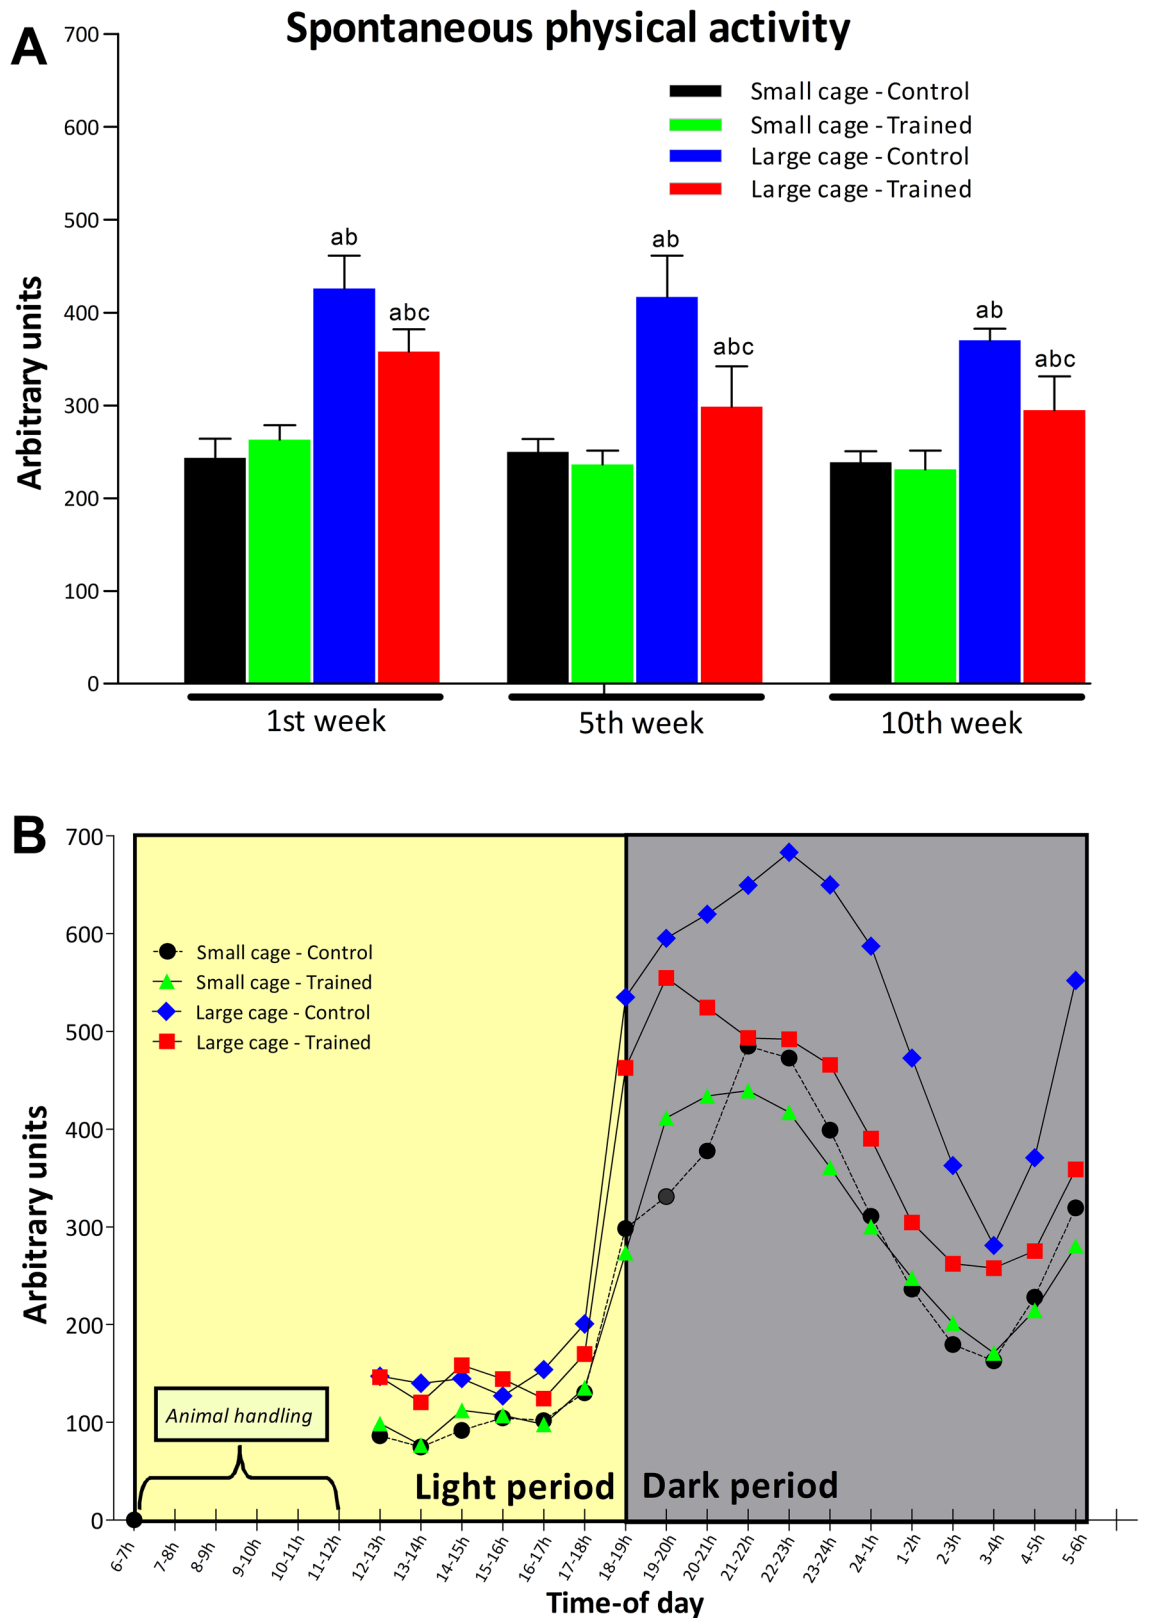 A
Spontaneous physical activity
700
600
500
400
300
200
100
0
Arbitrary units
Small cage - Control
Small cage - Trained
Large cage - Control
Large cage - Trained
ab
abc
ab
abc
ab
abc
1st week
5th week
10th week
B
700
600
500
400
300
200
100
0
Arbitrary units
Small cage - Control
Small cage - Trained
Large cage - Control
Large cage - Trained
Animal handling
Light period
Dark period
6-7h
7-8h
8-9h
9-10h
10-11h
11-12h
12-13h
13-14h
14-15h
15-16h
16-17h
17-18h
18-19h
19-20h
20-21h
21-22h
22-23h
23-24h
24-1h
1-2h
2-3h
3-4h
4-5h
5-6h
Time-of day